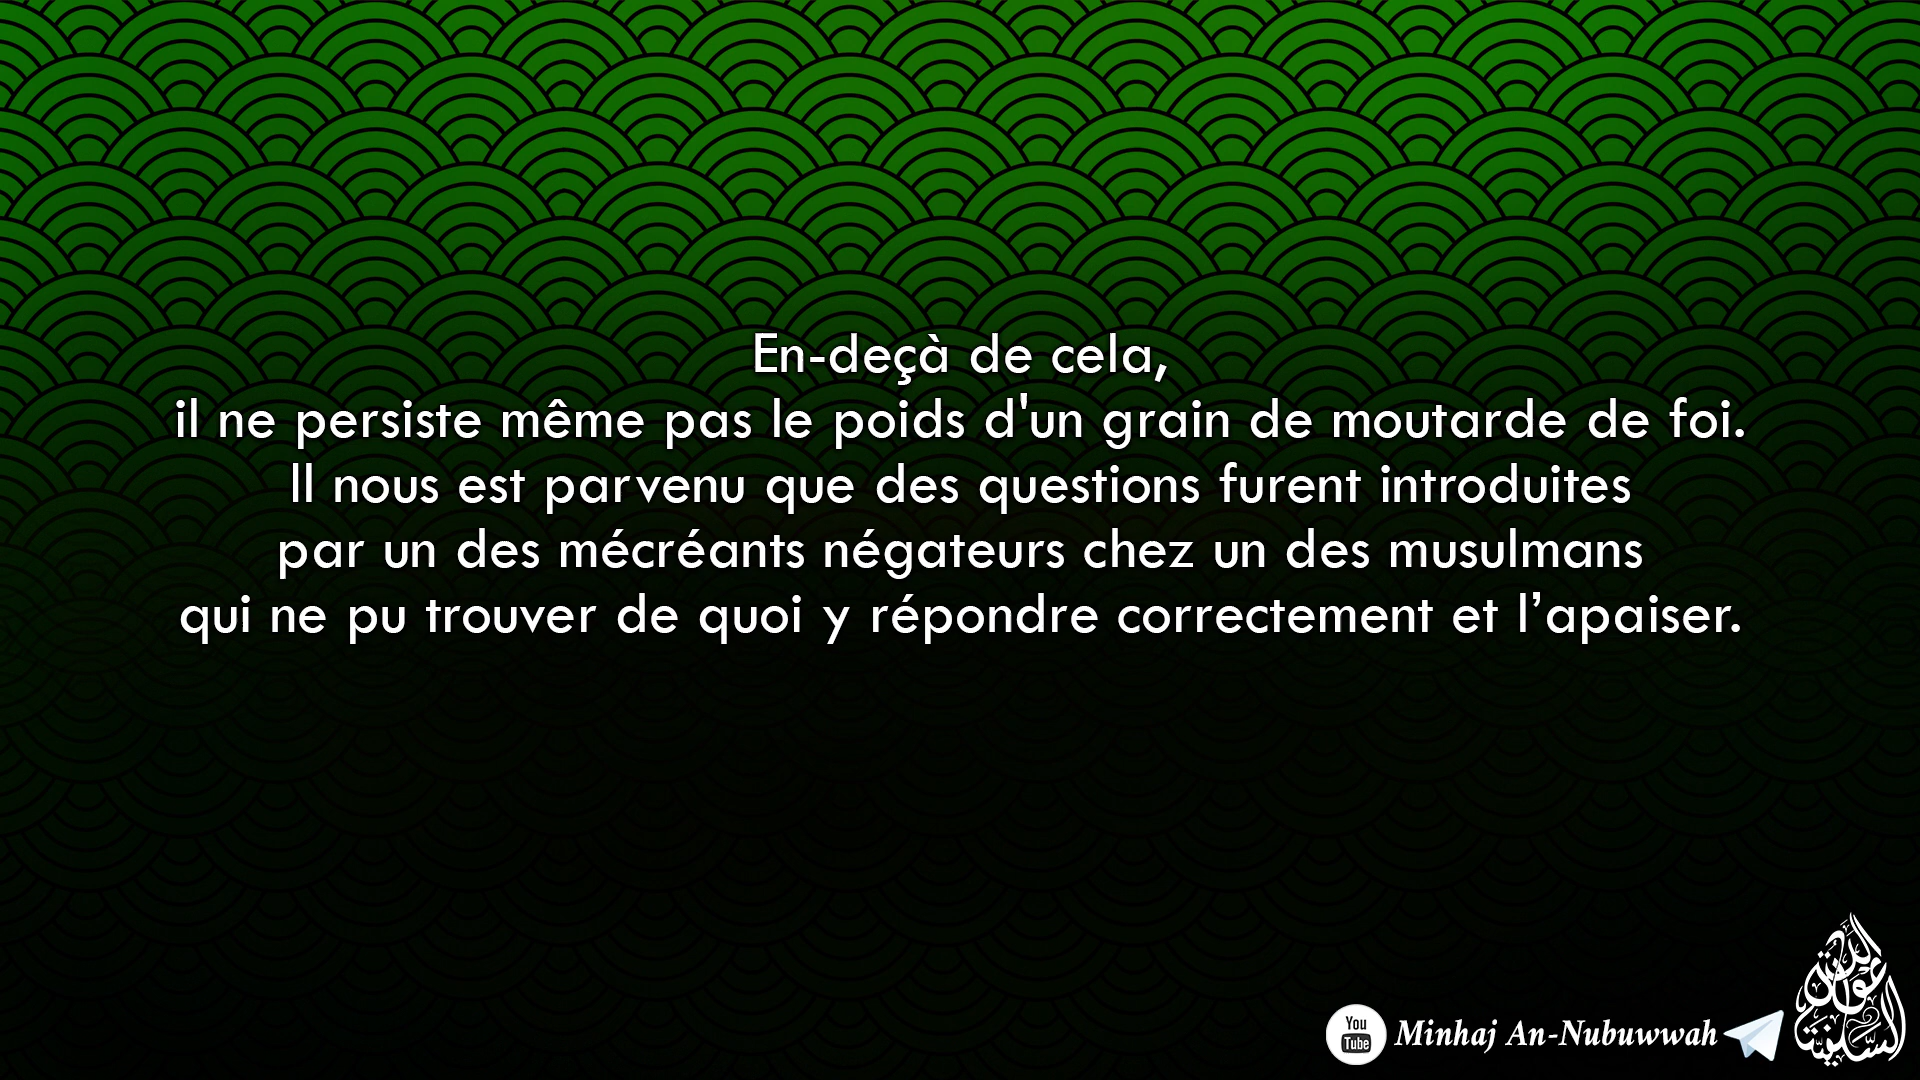 En-deçà de cela,
il ne persiste même pas le poids d'un grain de moutarde de foi.
Il nous est parvenu que des questions furent introduites
par un des mécréants négateurs chez un des musulmans
qui ne pu trouver de quoi y répondre correctement et l’apaiser.
You
Tube
Minhaj An-Nubuwwah